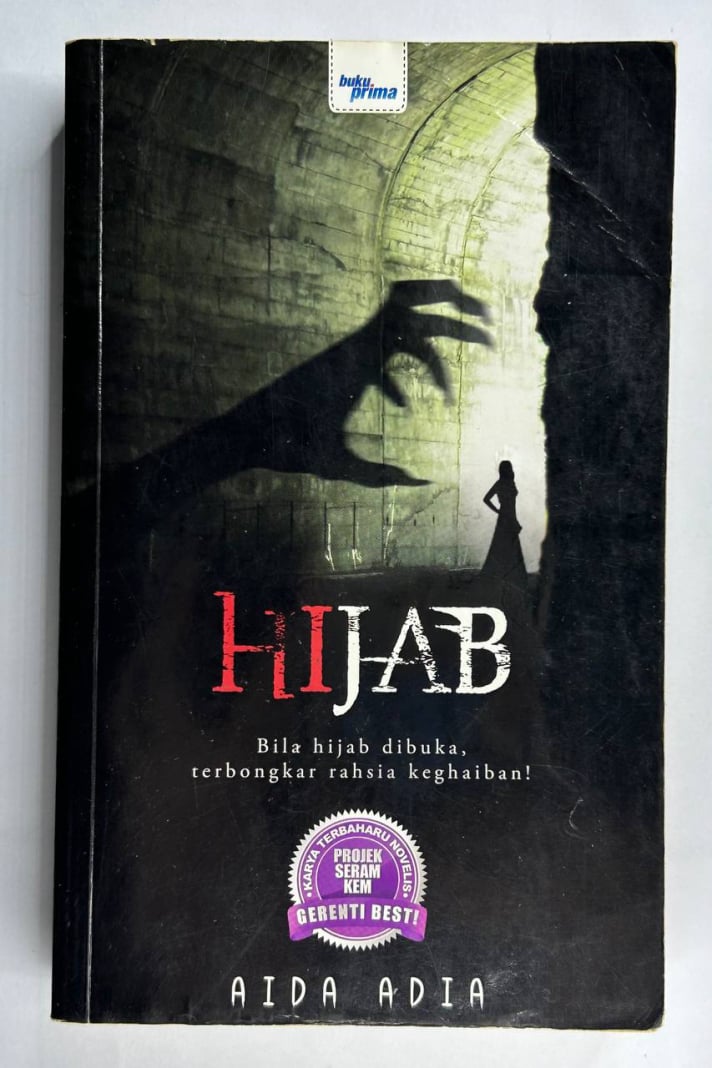 buku
prima
HIJAB
Bila hijab dibuka,
terbongkar rahsia keghaiban!
• KARYA TERBAHARU NOVELIS •
PROJEK
SERAM
KEM
GERENTI BEST!
AIDA ADIA